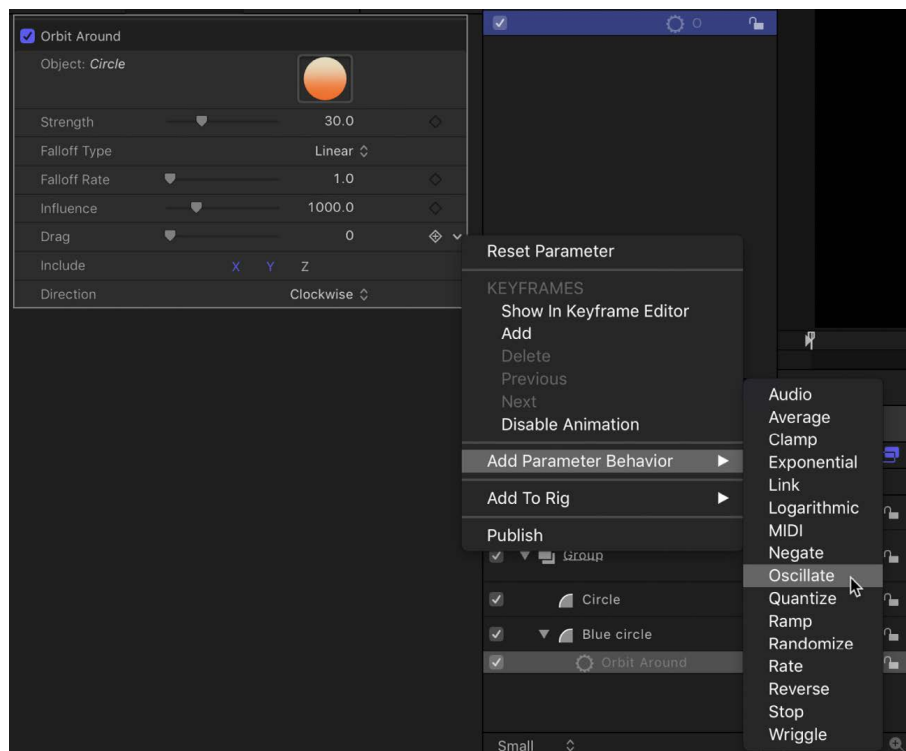 Orbit Around
O
Object: Circle
Strength 30.0
Falloff Type Linear
Falloff Rate 1.0
Influence 1000.0
Drag 0
Include X Y Z
Direction Clockwise
Reset Parameter
KEYFRAMES
Show In Keyframe Editor
Add
Delete
Previous
Next
Disable Animation
Add Parameter Behavior
Add To Rig
Publish
Audio
Average
Clamp
Exponential
Link
Logarithmic
MIDI
Negate
Oscillate
Quantize
Ramp
Randomize
Rate
Reverse
Stop
Wriggle
Group
Circle
Blue circle
Orbit Around
Small